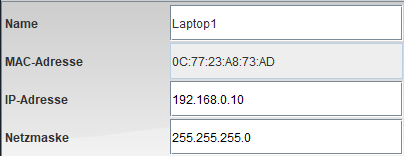 Name Laptop1
MAC-Adresse 0C:77:23:A8:73:AD
IP-Adresse 192.168.0.10
Netzmaske 255.255.255.0